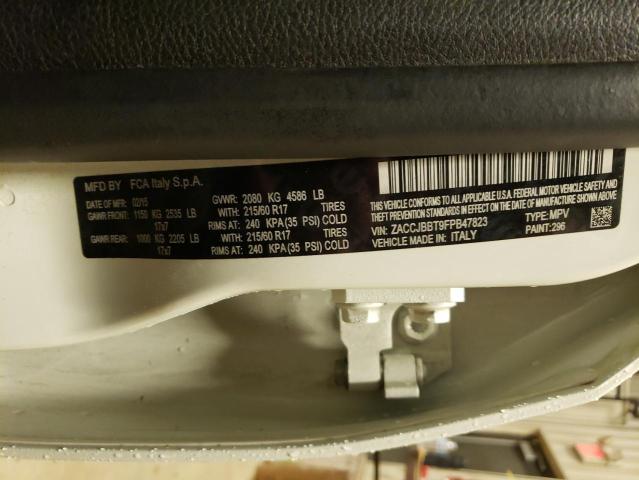 MFD BY FCA Italy S.p.A.
DATE OF MFR: 02/15 GVWR: 2080 KG 4586 LB
GAWR FRONT: 1150 KG 2535 LB WITH: 215/60 R17 TIRES
17x7 RIMS AT: 240 KPA(35 PSI) COLD
GAWR REAR: 1000 KG 2205 LB WITH: 215/60 R17 TIRES
17x7 RIMS AT: 240 KPA(35 PSI) COLD
THIS VEHICLE CONFORMS TO ALL APPLICABLE U.S.A. FEDERAL MOTOR VEHICLE SAFETY AND
THEFT PREVENTION STANDARDS IN EFFECT ON THE DATE OF MANUFACTURE SHOWN ABOVE
VIN: ZACCJBBT9FPB47823 TYPE: MPV
VEHICLE MADE IN: ITALY PAINT: 296